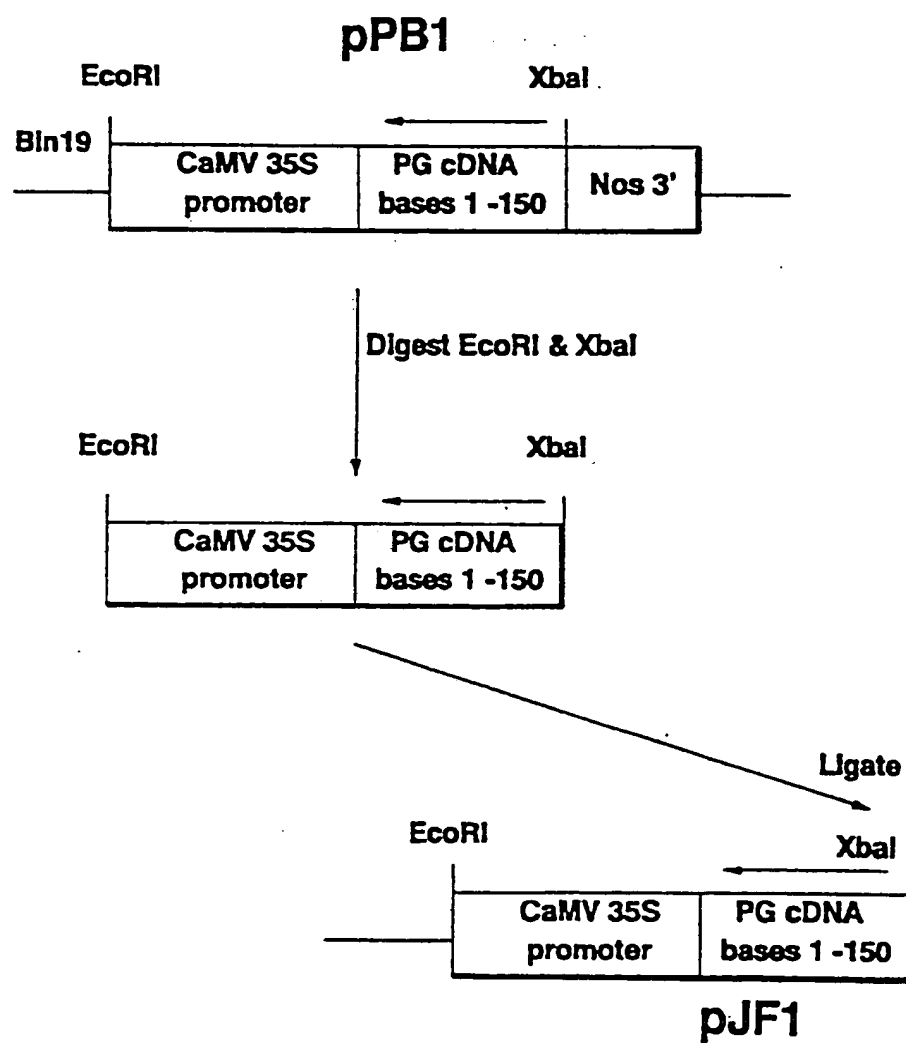 pPB1
EcoRI
XbaI
Bin19
CaMV 35S
promoter
PG cDNA
bases 1 -150
Nos 3'
Digest EcoRI & XbaI
EcoRI
XbaI
CaMV 35S
promoter
PG cDNA
bases 1 -150
Ligate
EcoRI
XbaI
CaMV 35S
promoter
PG cDNA
bases 1 -150
pJF1